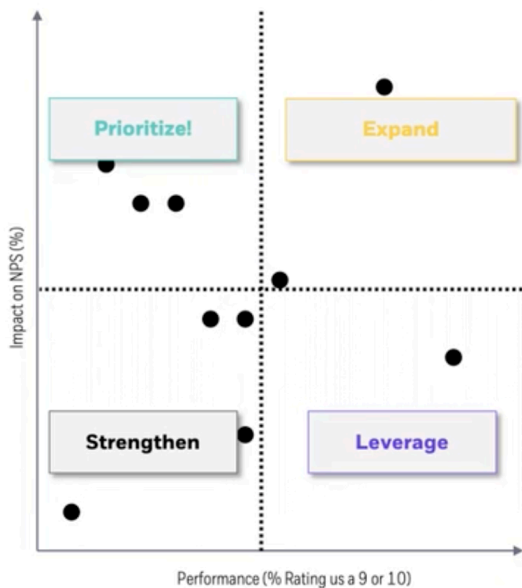 Prioritize!
Expand
Impact on NPS (%)
Strengthen
Leverage
Performance (% Rating us a 9 or 10)